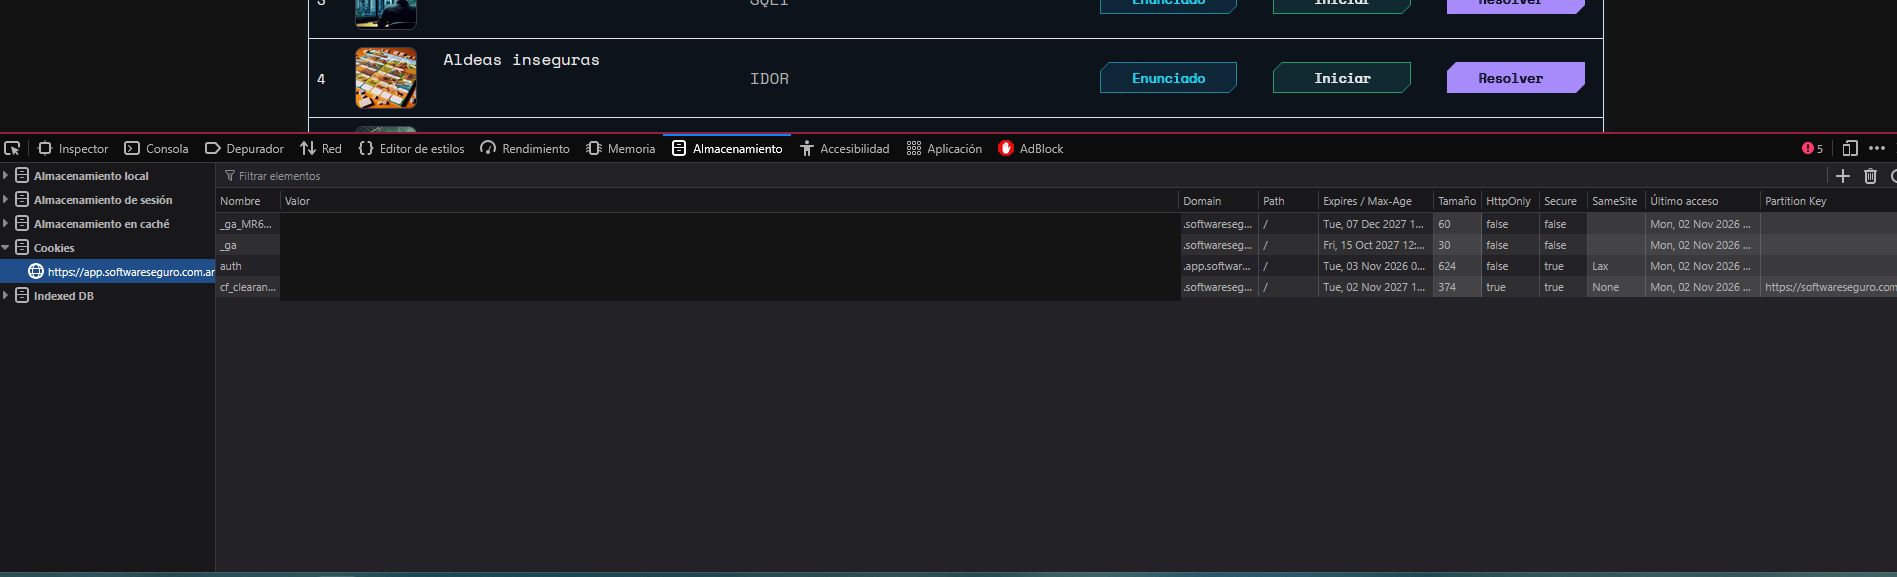 3 SQLi Enunciado Iniciar Resolver
Aldeas inseguras
4 IDOR Enunciado Iniciar Resolver
Inspector Consola Depurador Red Editor de estilos Rendimiento Memoria Almacenamiento Accesibilidad Aplicación AdBlock 5
Almacenamiento local
Almacenamiento de sesión
Almacenamiento en caché
Cookies
https://app.softwareseguro.com.ar
Indexed DB
Filtrar elementos
Nombre Valor Domain Path Expires / Max-Age Tamaño HttpOnly Secure SameSite Último acceso Partition Key
_ga_MR6... .softwareseg... / Tue, 07 Dec 2027 1... 60 false false Mon, 02 Nov 2026 ...
_ga .softwareseg... / Fri, 15 Oct 2027 12:... 30 false false Mon, 02 Nov 2026 ...
auth .app.softwar... / Tue, 03 Nov 2026 0... 624 false true Lax Mon, 02 Nov 2026 ...
cf_clearan... .softwareseg... / Tue, 02 Nov 2027 1... 374 true true None Mon, 02 Nov 2026 ... https://softwareseguro.com